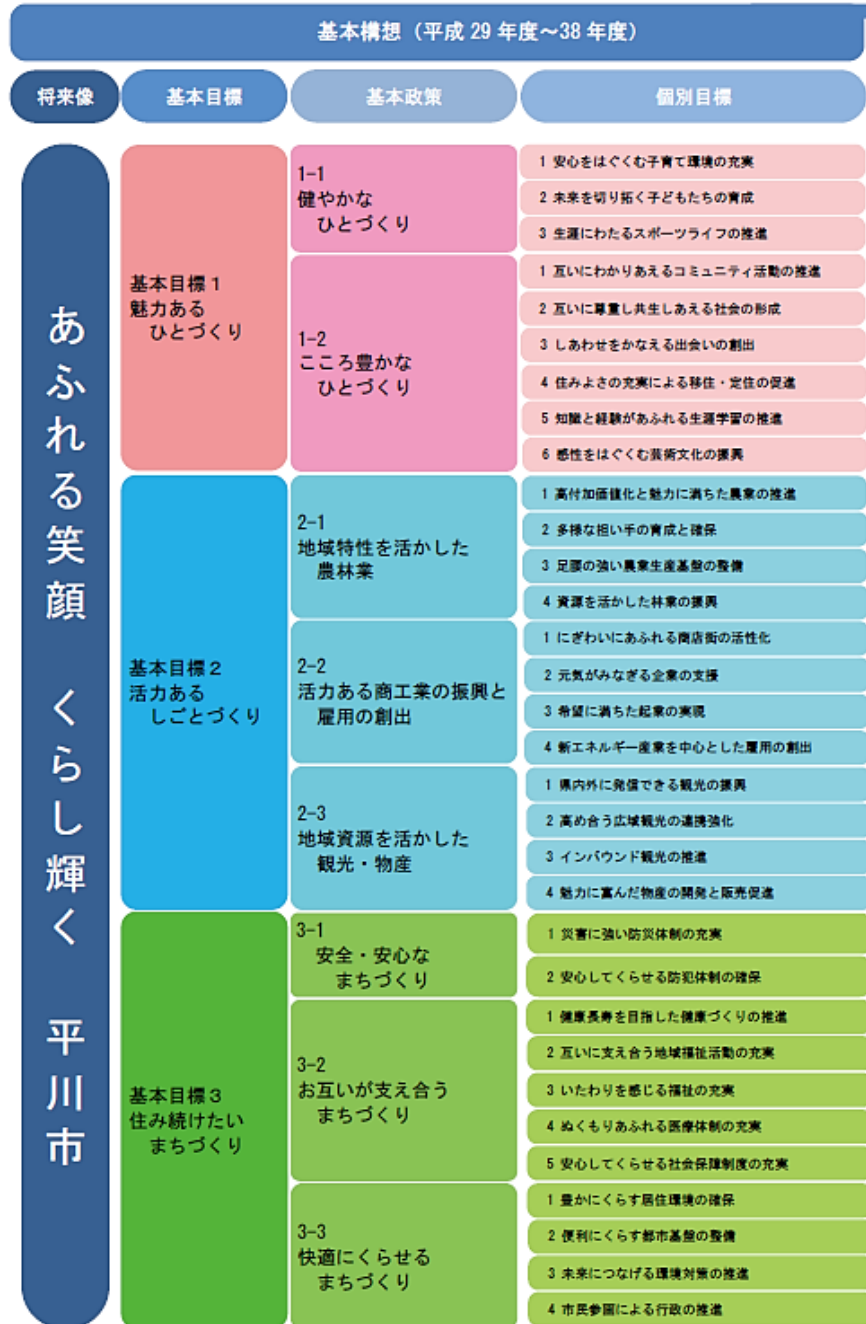 基本構想（平成 29 年度～38 年度）
将来像
基本目標
基本政策
個別目標
あふれる笑顔　くらし輝く　平川市
基本目標１
魅力ある
ひとづくり
1-1
健やかな
ひとづくり
1 安心をはぐくむ子育て環境の充実
2 未来を切り拓く子どもたちの育成
3 生涯にわたるスポーツライフの推進
1-2
こころ豊かな
ひとづくり
1 互いにわかりあえるコミュニティ活動の推進
2 互いに尊重し共生しあえる社会の形成
3 しあわせをかなえる出会いの創出
4 住みよさの充実による移住・定住の促進
5 知識と経験があふれる生涯学習の推進
6 感性をはぐくむ芸術文化の振興
基本目標２
活力ある
しごとづくり
2-1
地域特性を活かした
農林業
1 高付加価値化と魅力に満ちた農業の推進
2 多様な担い手の育成と確保
3 足腰の強い農業生産基盤の整備
4 資源を活かした林業の振興
2-2
活力ある商工業の振興と
雇用の創出
1 にぎわいにあふれる商店街の活性化
2 元気がみなぎる企業の支援
3 希望に満ちた起業の実現
4 新エネルギー産業を中心とした雇用の創出
2-3
地域資源を活かした
観光・物産
1 県内外に発信できる観光の振興
2 高め合う広域観光の連携強化
3 インバウンド観光の推進
4 魅力に富んだ物産の開発と販売促進
基本目標３
住み続けたい
まちづくり
3-1
安全・安心な
まちづくり
1 災害に強い防災体制の充実
2 安心してくらせる防犯体制の確保
3-2
お互いが支え合う
まちづくり
1 健康長寿を目指した健康づくりの推進
2 互いに支え合う地域福祉活動の充実
3 いたわりを感じる福祉の充実
4 ぬくもりあふれる医療体制の充実
5 安心してくらせる社会保障制度の充実
3-3
快適にくらせる
まちづくり
1 豊かにくらす居住環境の確保
2 便利にくらす都市基盤の整備
3 未来につなげる環境対策の推進
4 市民参画による行政の推進